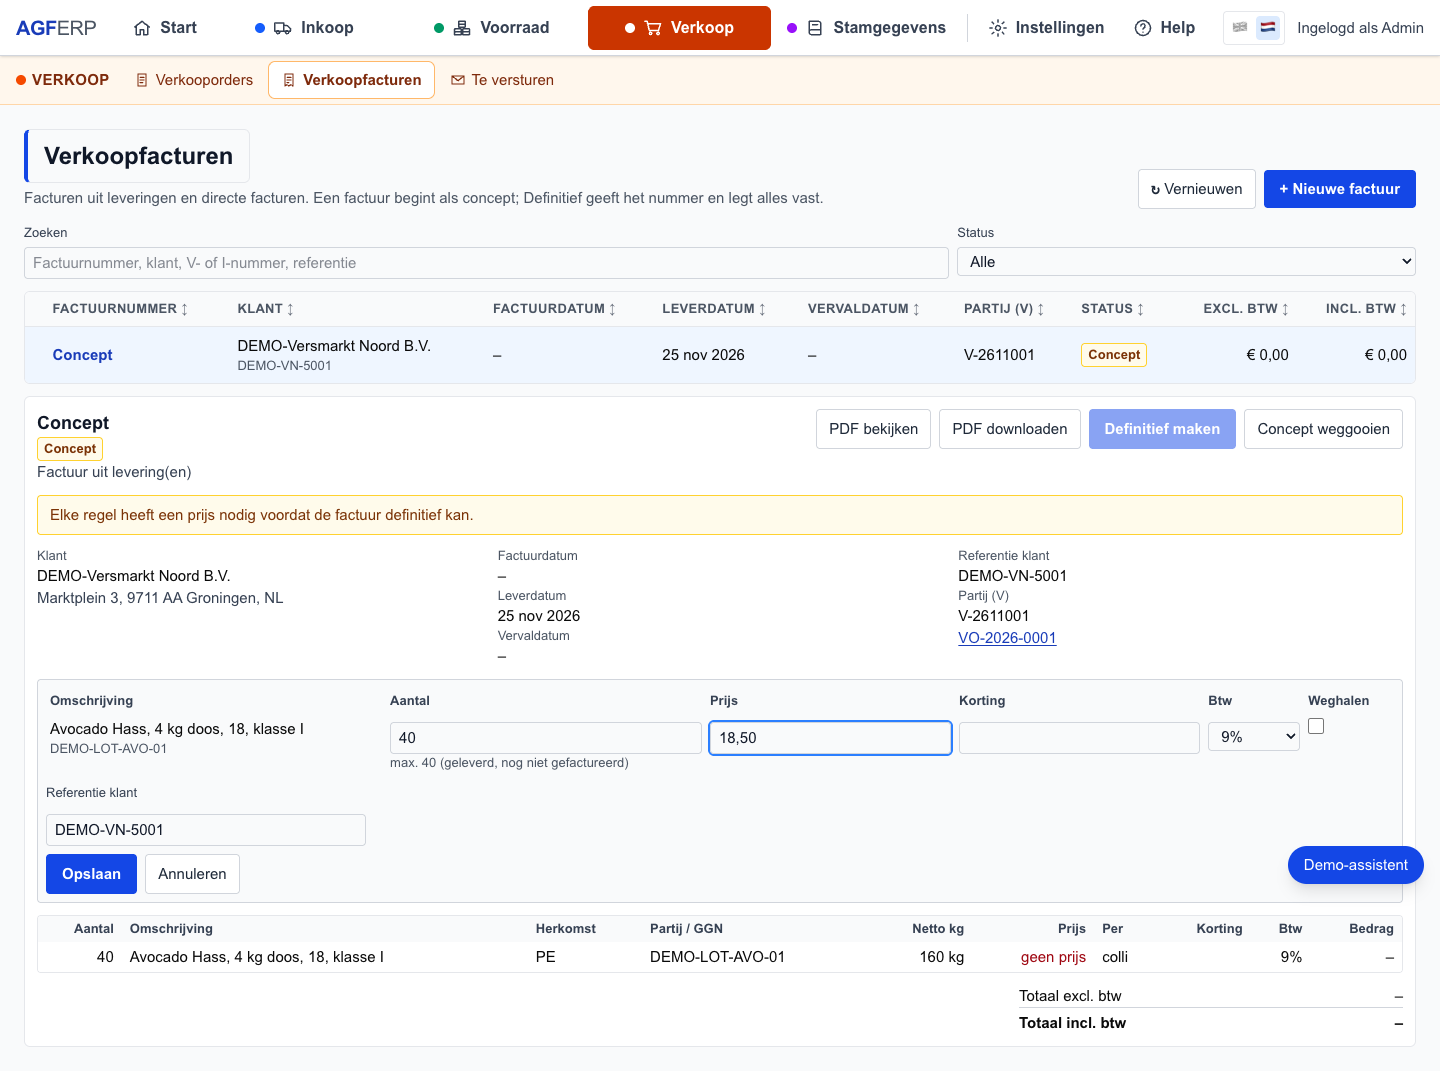 AGFERP Start Inkoop Voorraad Verkoop Stamgegevens Instellingen Help Ingelogd als Admin
VERKOOP Verkooporders Verkoopfacturen Te versturen
Verkoopfacturen
Facturen uit leveringen en directe facturen. Een factuur begint als concept; Definitief geeft het nummer en legt alles vast.
↻ Vernieuwen + Nieuwe factuur
Zoeken Status
Factuurnummer, klant, V- of I-nummer, referentie Alle
FACTUURNUMMER ↕ KLANT ↕ FACTUURDATUM ↕ LEVERDATUM ↕ VERVALDATUM ↕ PARTIJ (V) ↕ STATUS ↕ EXCL. BTW ↕ INCL. BTW ↕
Concept DEMO-Versmarkt Noord B.V. – 25 nov 2026 – V-2611001 Concept € 0,00 € 0,00
DEMO-VN-5001
Concept PDF bekijken PDF downloaden Definitief maken Concept weggooien
Concept
Factuur uit levering(en)
Elke regel heeft een prijs nodig voordat de factuur definitief kan.
Klant Factuurdatum Referentie klant
DEMO-Versmarkt Noord B.V. – DEMO-VN-5001
Marktplein 3, 9711 AA Groningen, NL Leverdatum Partij (V)
25 nov 2026 V-2611001
Vervaldatum VO-2026-0001
–
Omschrijving Aantal Prijs Korting Btw Weghalen
Avocado Hass, 4 kg doos, 18, klasse I 40 18,50 9%
DEMO-LOT-AVO-01 max. 40 (geleverd, nog niet gefactureerd)
Referentie klant
DEMO-VN-5001
Opslaan Annuleren Demo-assistent
Aantal Omschrijving Herkomst Partij / GGN Netto kg Prijs Per Korting Btw Bedrag
40 Avocado Hass, 4 kg doos, 18, klasse I PE DEMO-LOT-AVO-01 160 kg geen prijs colli 9% –
Totaal excl. btw –
Totaal incl. btw –